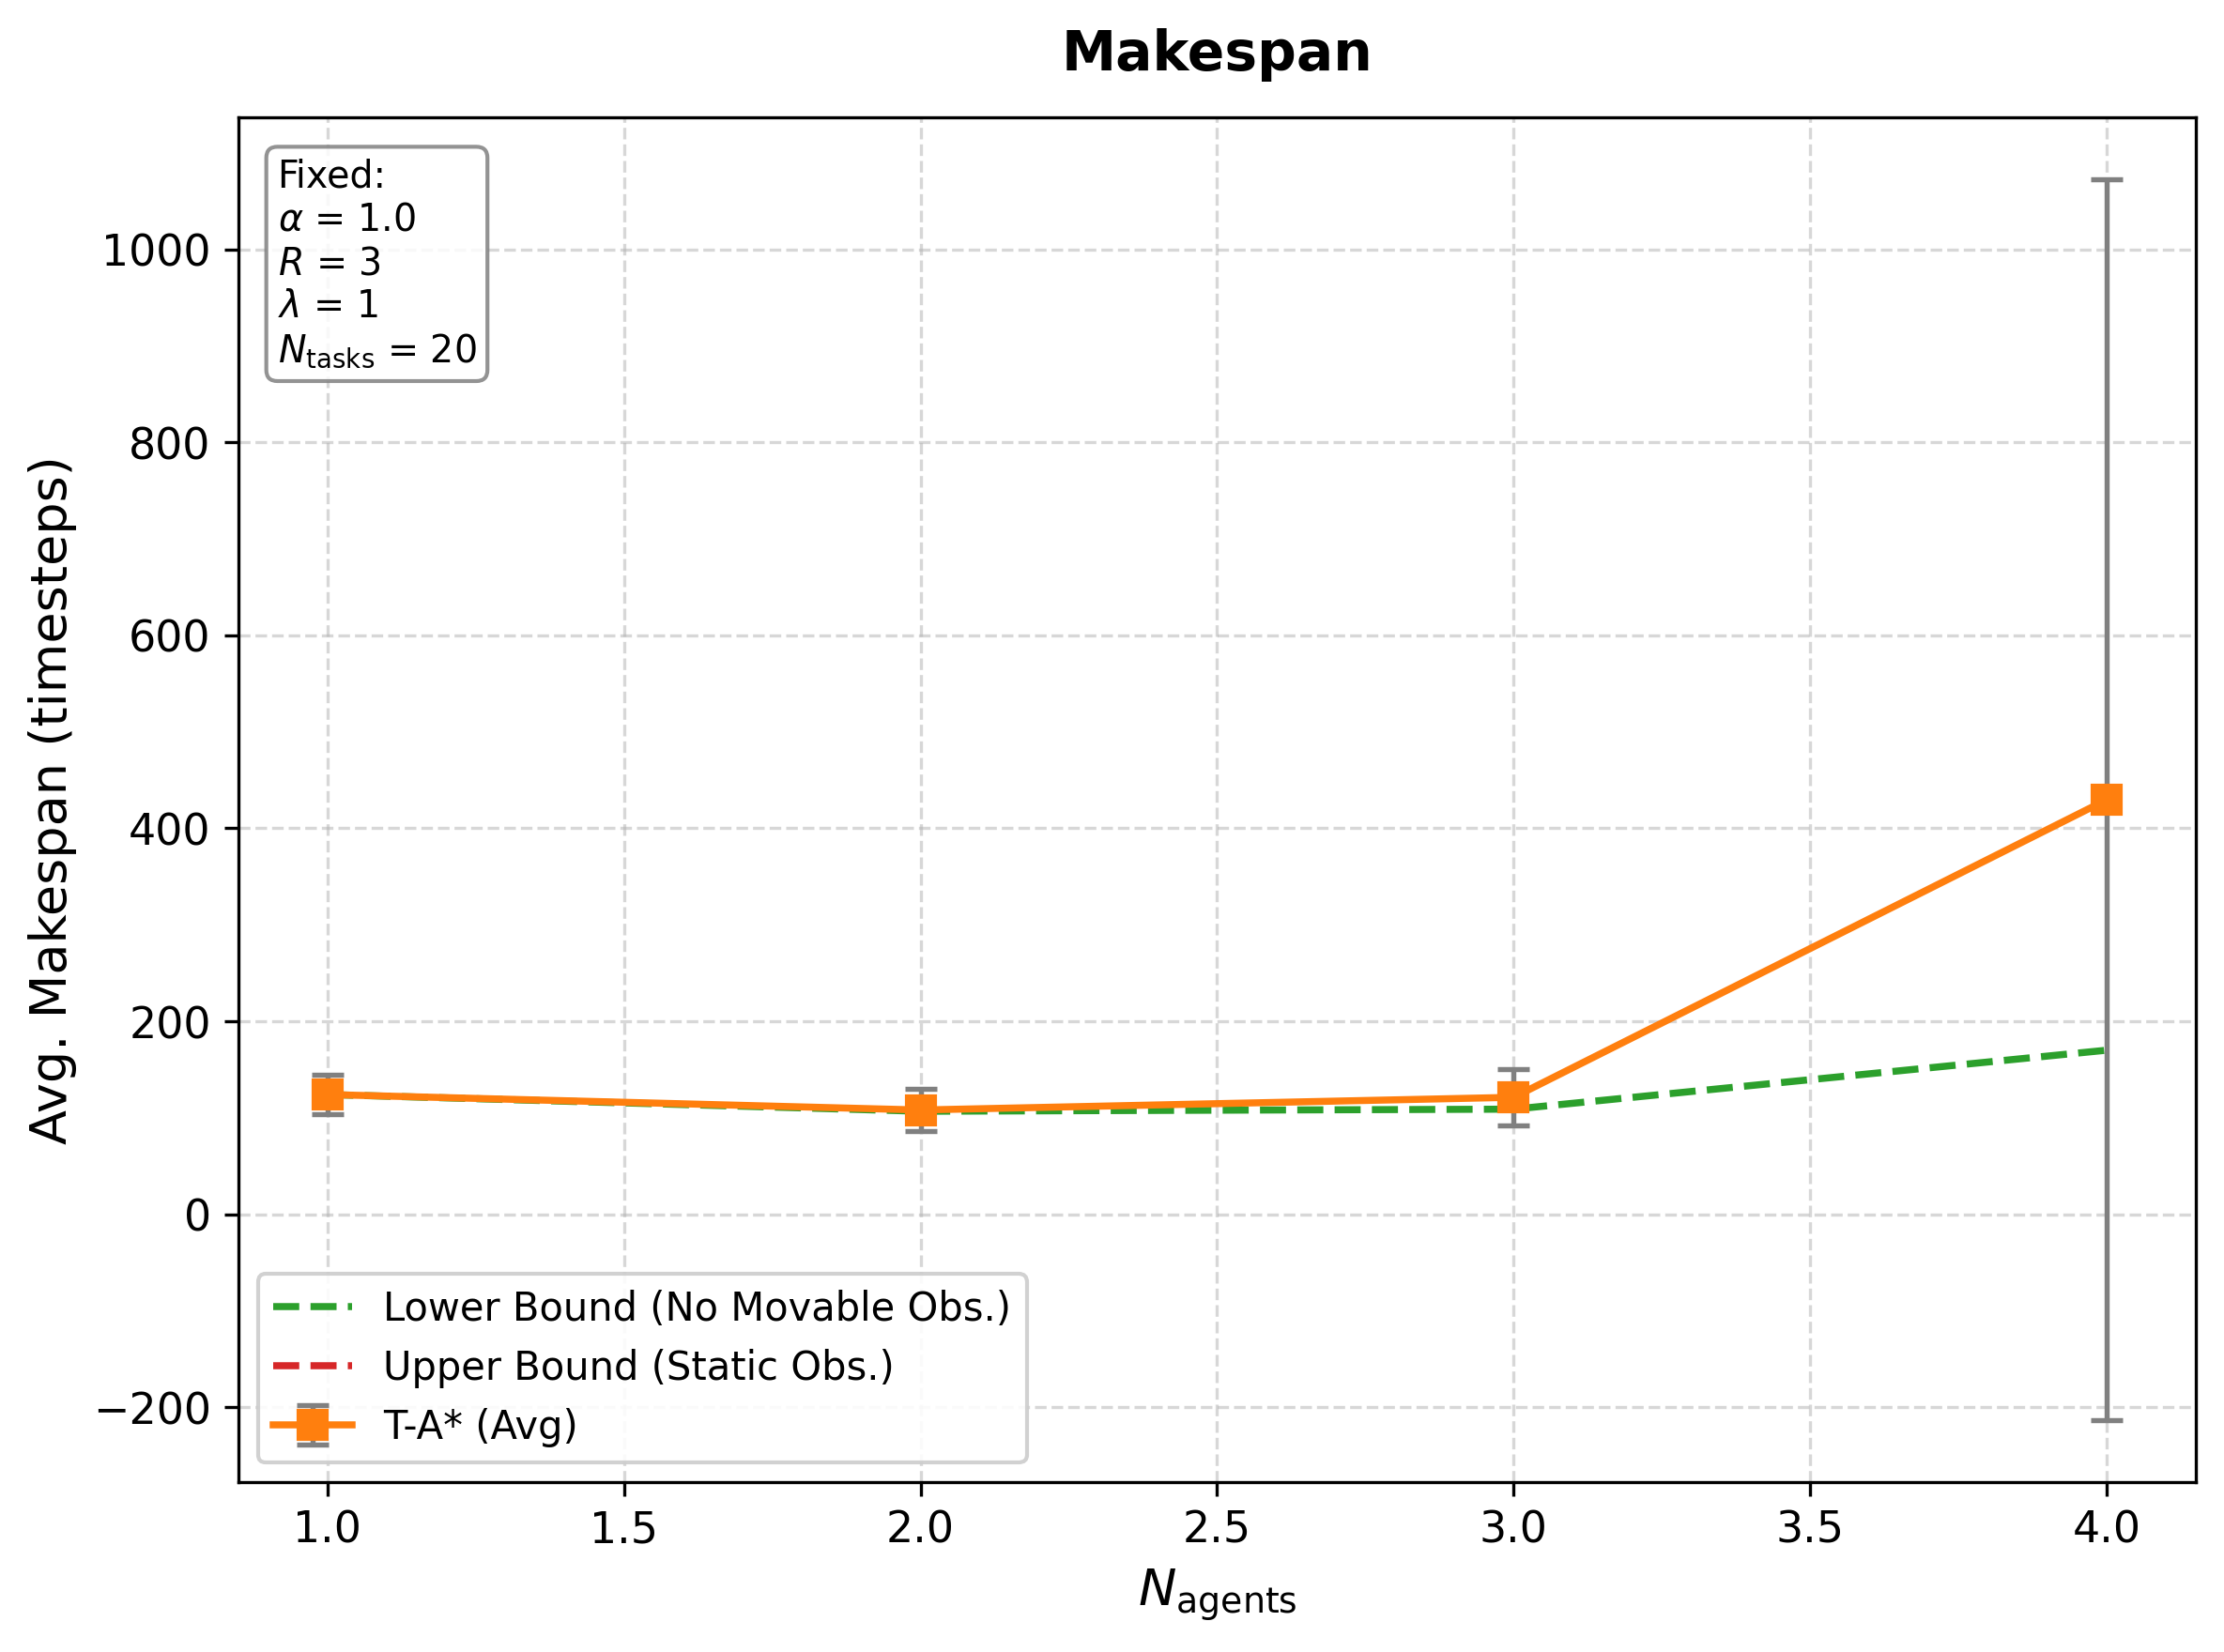 Makespan
Fixed:
α = 1.0
R = 3
λ = 1
N_tasks = 20
Avg. Makespan (timesteps)
1000
800
600
400
200
0
−200
Lower Bound (No Movable Obs.)
Upper Bound (Static Obs.)
T-A* (Avg)
1.0 1.5 2.0 2.5 3.0 3.5 4.0
N_agents